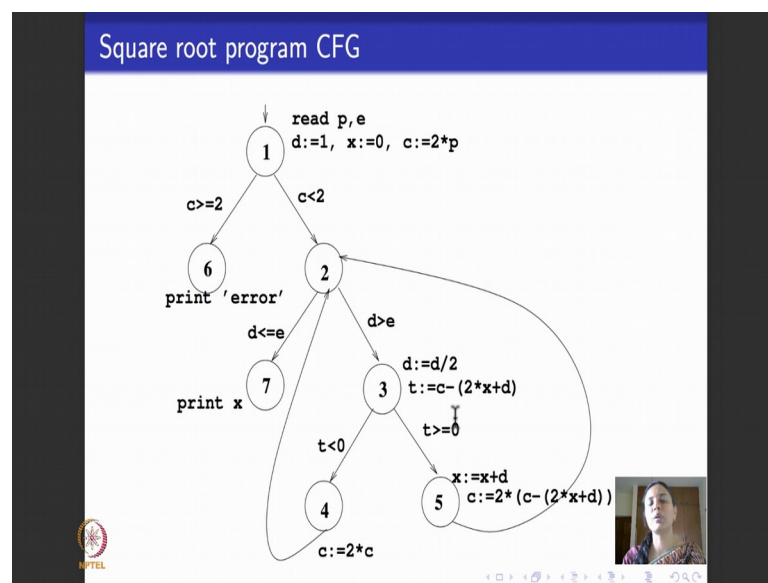 Square root program CFG
read p,e
1
d:=1, x:=0, c:=2*p
c>=2
c<2
6
2
print 'error'
d<=e
d>e
7
print x
3
d:=d/2
t:=c-(2*x+d)
t<0
t>=0
4
5
x:=x+d
c:=2*(c-(2*x+d))
c:=2*c
NPTEL